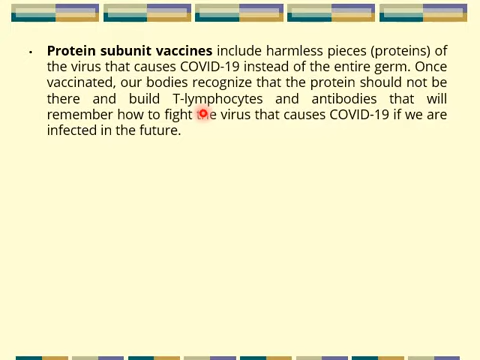 • Protein subunit vaccines include harmless pieces (proteins) of
the virus that causes COVID-19 instead of the entire germ. Once
vaccinated, our bodies recognize that the protein should not be
there and build T-lymphocytes and antibodies that will
remember how to fight the virus that causes COVID-19 if we are
infected in the future.